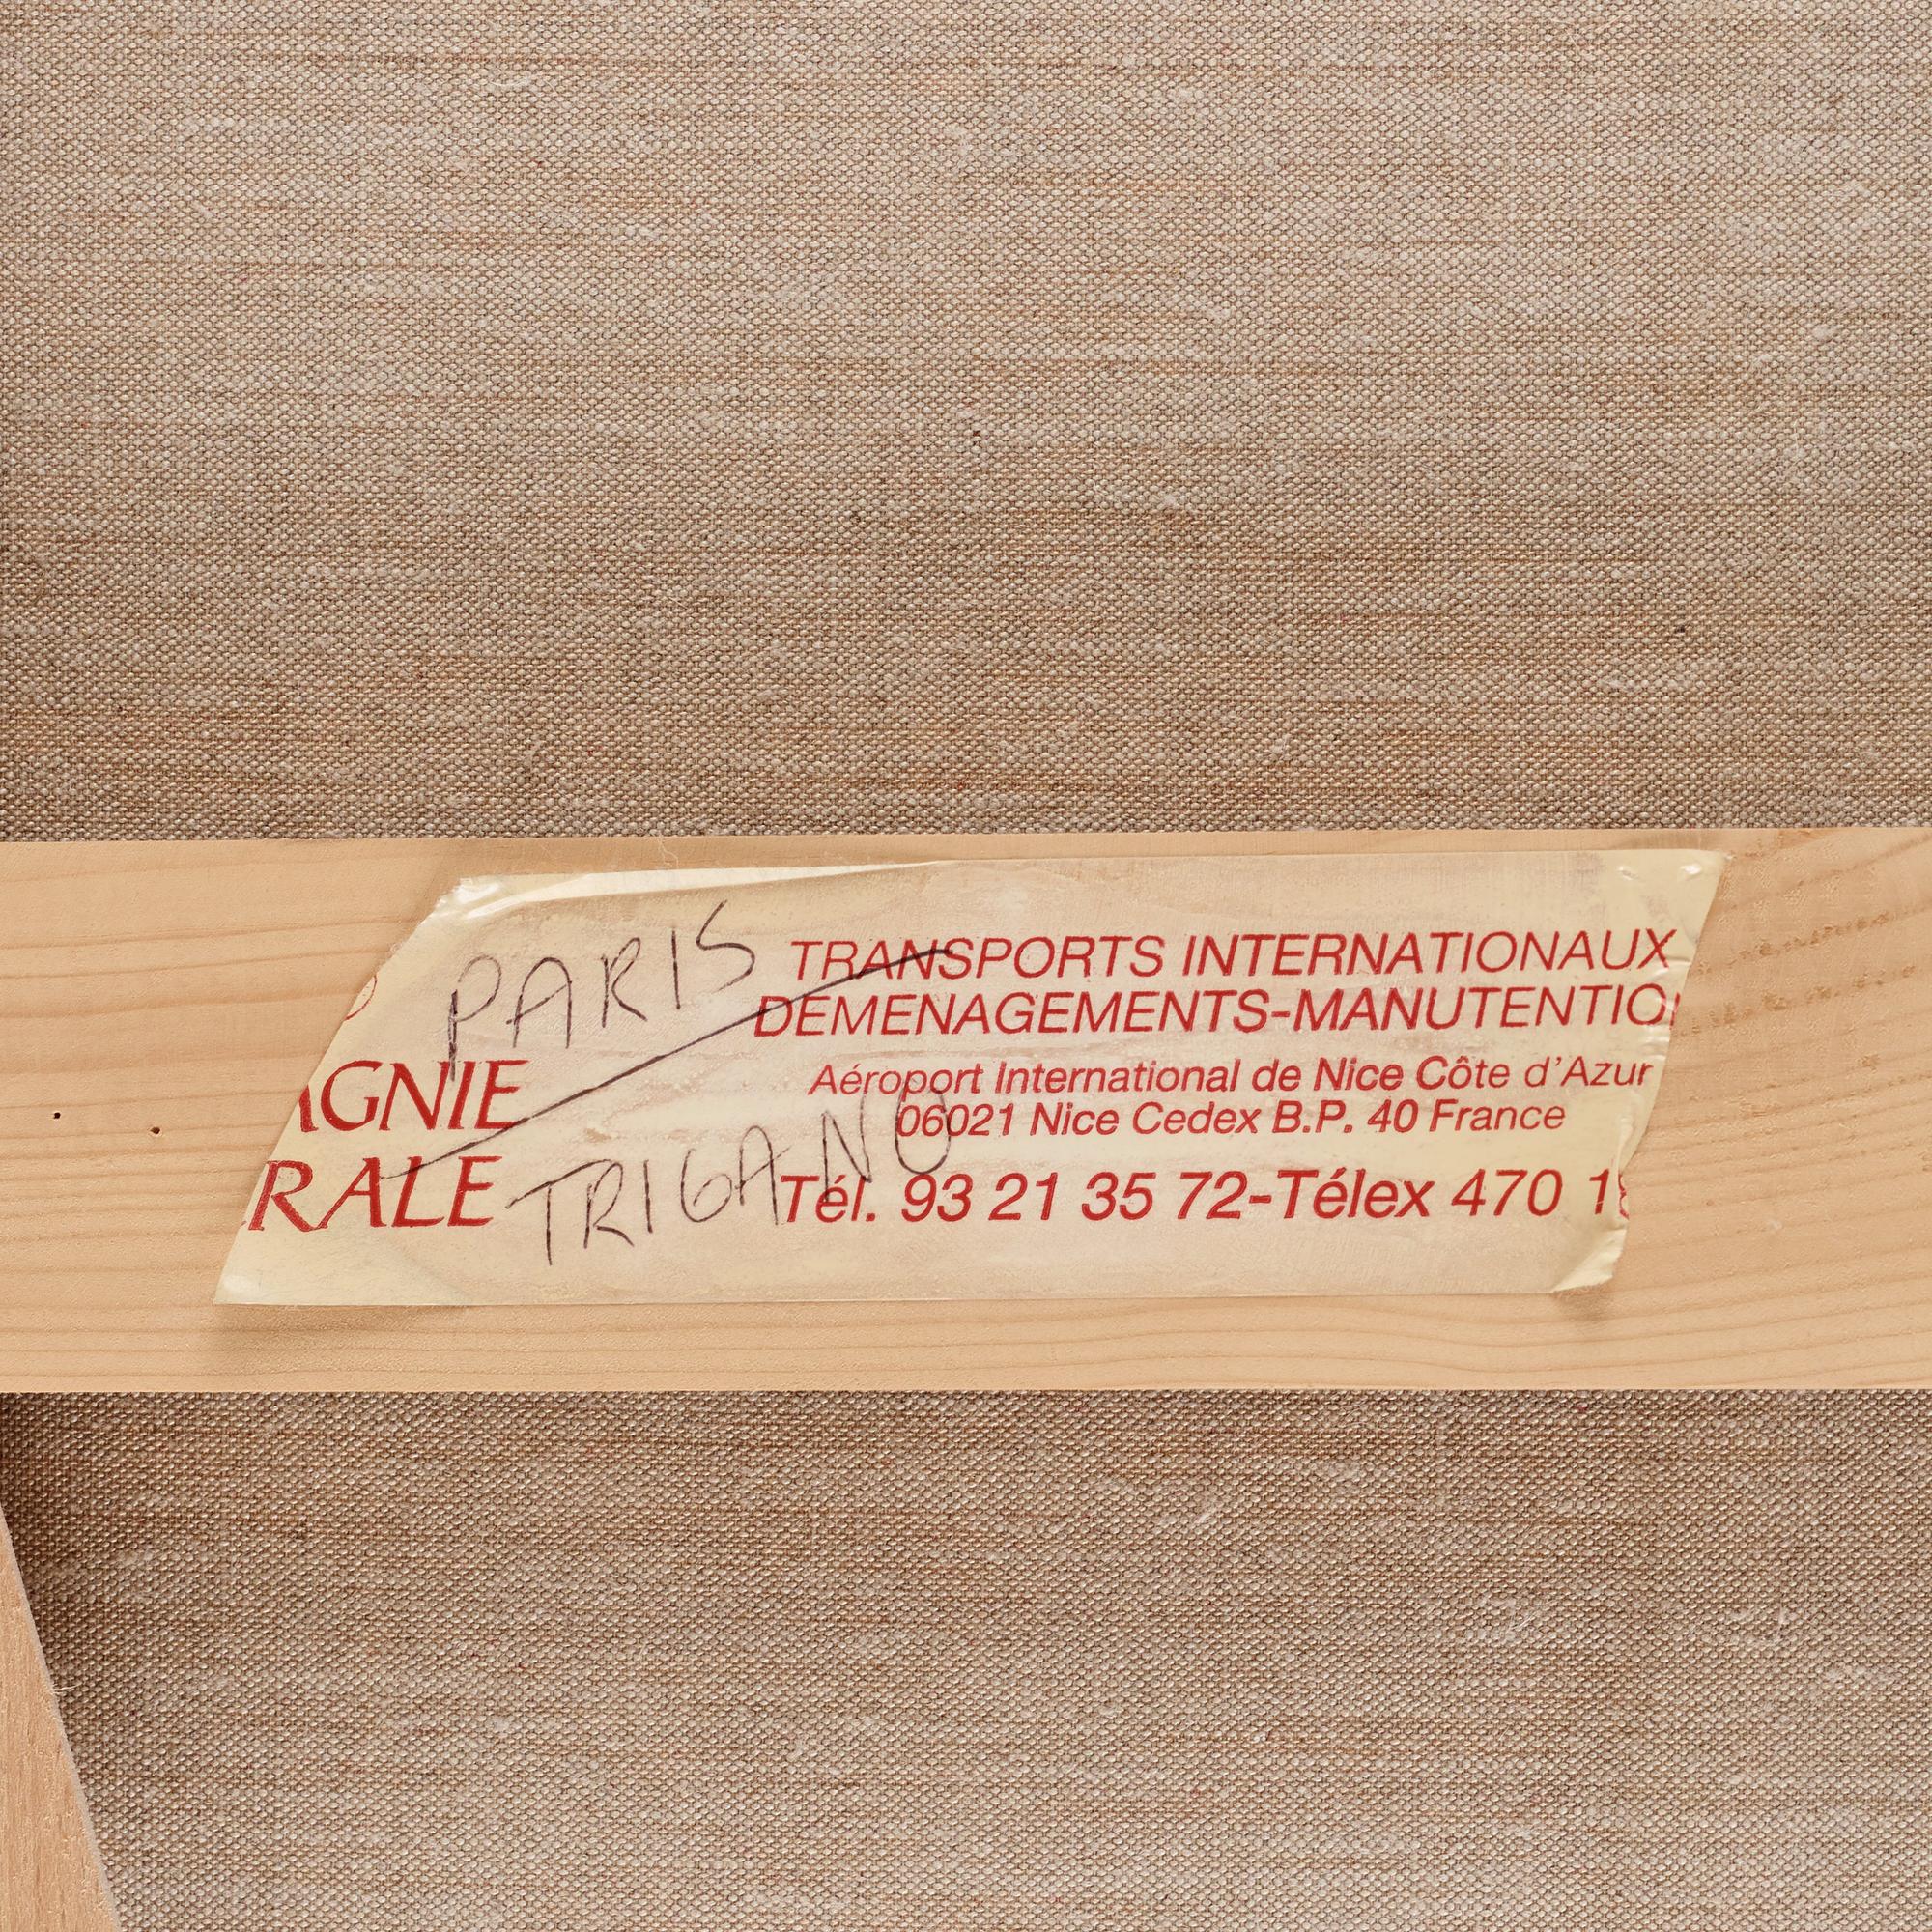 PARIS
TRIGANO
AGNIE
RALE
TRANSPORTS INTERNATIONAUX
DEMENAGEMENTS-MANUTENTIO
Aéroport International de Nice Côte d'Azur
06021 Nice Cedex B.P. 40 France
Tél. 93 21 35 72-Télex 470 1